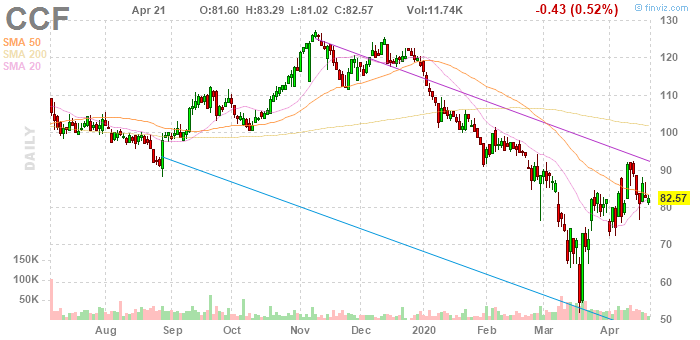 CCF
Apr 21 O:81.60 H:83.29 L:81.02 C:82.57 Vol:11.74K -0.43 (0.52%)
© finviz.com
SMA 50
SMA 200
SMA 20
DAILY
130
120
110
100
90
82.57
80
70
60
50
150K
100K
50K
Aug Sep Oct Nov Dec 2020 Feb Mar Apr